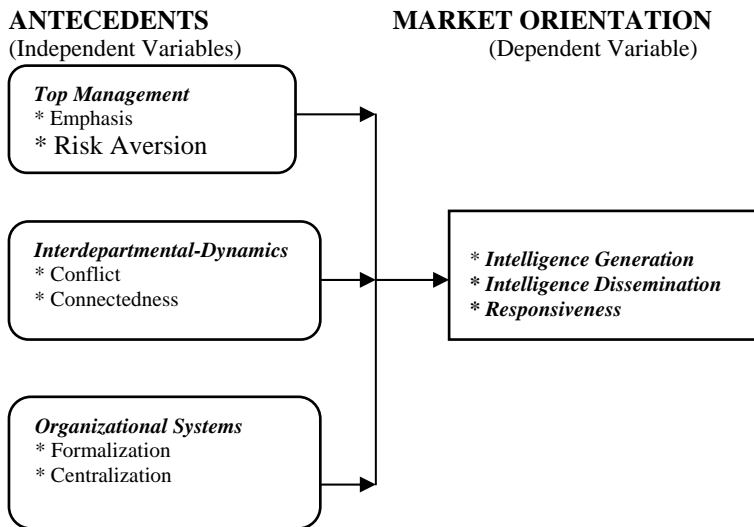 ANTECEDENTS
(Independent Variables)
MARKET ORIENTATION
(Dependent Variable)
Top Management
* Emphasis
* Risk Aversion
Interdepartmental-Dynamics
* Conflict
* Connectedness
* Intelligence Generation
* Intelligence Dissemination
* Responsiveness
Organizational Systems
* Formalization
* Centralization